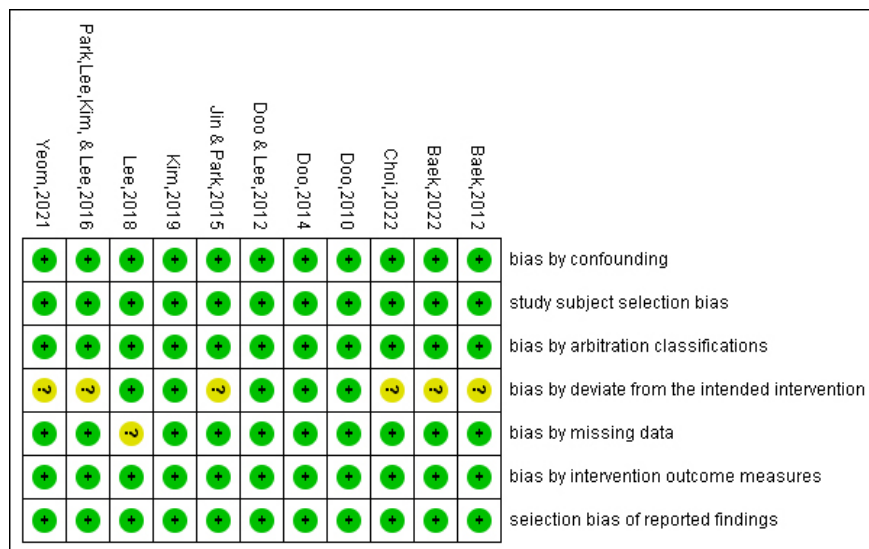 Park,Lee,Kim, & Lee,2016
Yeom,2021
Lee,2018
Kim,2019
Jin & Park,2015
Doo & Lee,2012
Doo,2014
Doo,2010
Choi,2022
Baek,2022
Baek,2012
+ + + + + + + + + + + bias by confounding
+ + + + + + + + + + + study subject selection bias
+ + + + + + + + + + + bias by arbitration classifications
? ? + + ? + + + ? ? ? bias by deviate from the intended intervention
+ + ? + + + + + + + + bias by missing data
+ + + + + + + + + + + bias by intervention outcome measures
+ + + + + + + + + + + seiection bias of reported findings